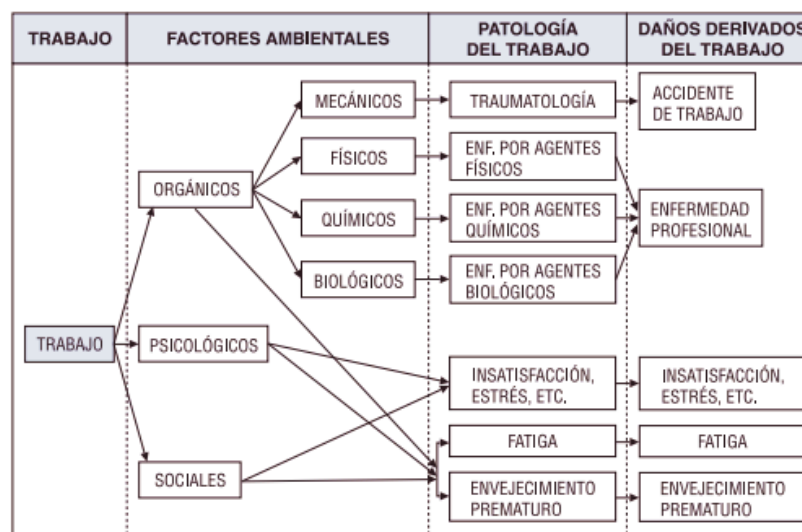 TRABAJO
FACTORES AMBIENTALES
PATOLOGÍA
DEL TRABAJO
DAÑOS DERIVADOS
DEL TRABAJO
MECÁNICOS
TRAUMATOLOGÍA
ACCIDENTE
DE TRABAJO
FÍSICOS
ENF. POR AGENTES
FÍSICOS
ORGÁNICOS
QUÍMICOS
ENF. POR AGENTES
QUÍMICOS
ENFERMEDAD
PROFESIONAL
BIOLÓGICOS
ENF. POR AGENTES
BIOLÓGICOS
TRABAJO
PSICOLÓGICOS
INSATISFACCIÓN,
ESTRÉS, ETC.
INSATISFACCIÓN,
ESTRÉS, ETC.
FATIGA
FATIGA
SOCIALES
ENVEJECIMIENTO
PREMATURO
ENVEJECIMIENTO
PREMATURO